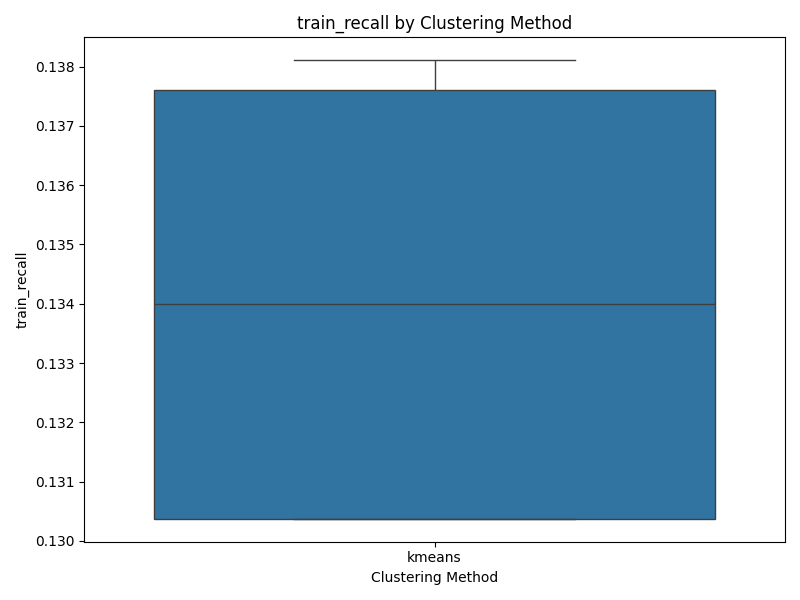 train_recall by Clustering Method
train_recall
0.138
0.137
0.136
0.135
0.134
0.133
0.132
0.131
0.130
kmeans
Clustering Method